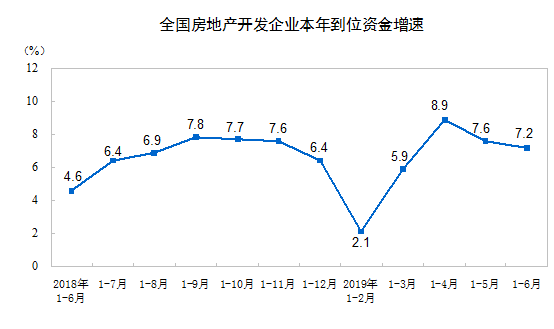 全国房地产开发企业本年到位资金增速
(%)
12
10
8
6
4
2
0
4.6
6.4
6.9
7.8
7.7
7.6
6.4
2.1
5.9
8.9
7.6
7.2
2018年
1-6月
1-7月
1-8月
1-9月
1-10月
1-11月
1-12月
2019年
1-2月
1-3月
1-4月
1-5月
1-6月